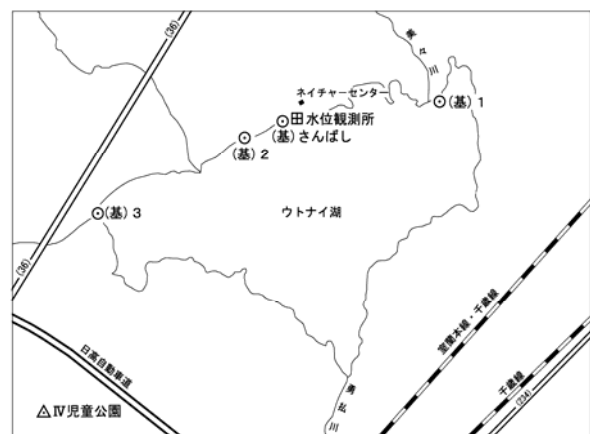 (36)
美々川
ネイチャーセンター
(基) 1
水位観測所
(基) さんばし
(基) 2
(基) 3
ウトナイ湖
(36)
室蘭本線・千歳線
日高自動車道
千歳線
(234)
勇払川
Ⅳ児童公園